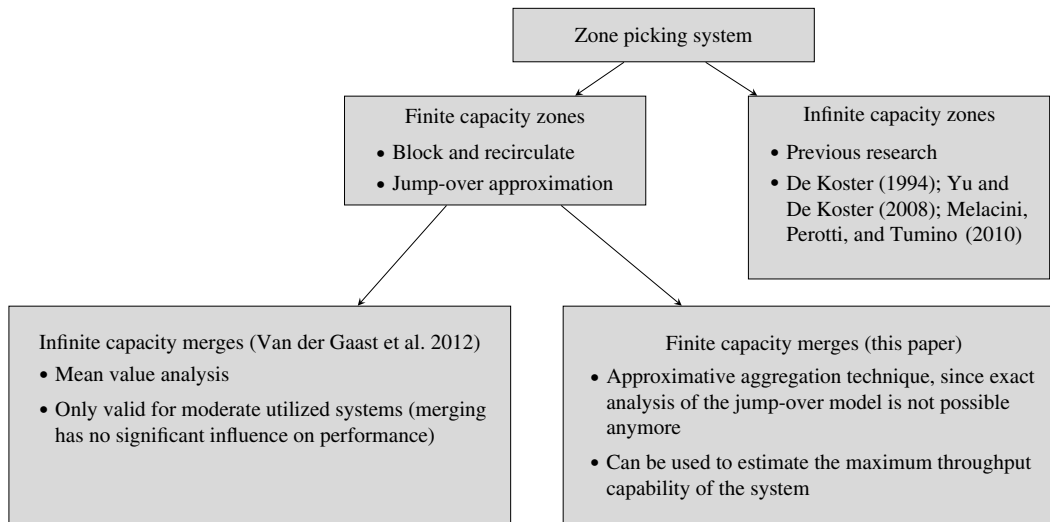 Zone picking system
Finite capacity zones
• Block and recirculate
• Jump-over approximation
Infinite capacity zones
• Previous research
• De Koster (1994); Yu and
De Koster (2008); Melacini,
Perotti, and Tumino (2010)
Infinite capacity merges (Van der Gaast et al. 2012)
• Mean value analysis
• Only valid for moderate utilized systems (merging
has no significant influence on performance)
Finite capacity merges (this paper)
• Approximative aggregation technique, since exact
analysis of the jump-over model is not possible
anymore
• Can be used to estimate the maximum throughput
capability of the system